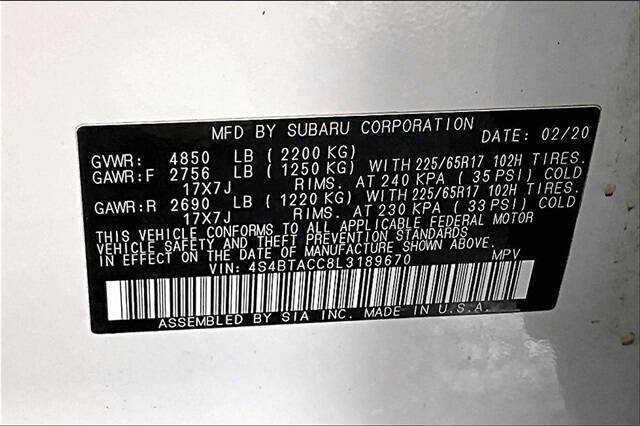 MFD BY SUBARU CORPORATION DATE: 02/20
GVWR: 4850 LB (2200 KG)
GAWR:F 2756 LB (1250 KG) WITH 225/65R17 102H TIRES.
17X7J RIMS. AT 240 KPA (35 PSI) COLD
GAWR:R 2690 LB (1220 KG) WITH 225/65R17 102H TIRES.
17X7J RIMS. AT 230 KPA (33 PSI) COLD
THIS VEHICLE CONFORMS TO ALL APPLICABLE FEDERAL MOTOR
VEHICLE SAFETY AND THEFT PREVENTION STANDARDS
IN EFFECT ON THE DATE OF MANUFACTURE SHOWN ABOVE.
VIN: 4S4BTACC8L3189670 MPV
ASSEMBLED BY SIA INC. MADE IN U.S.A.